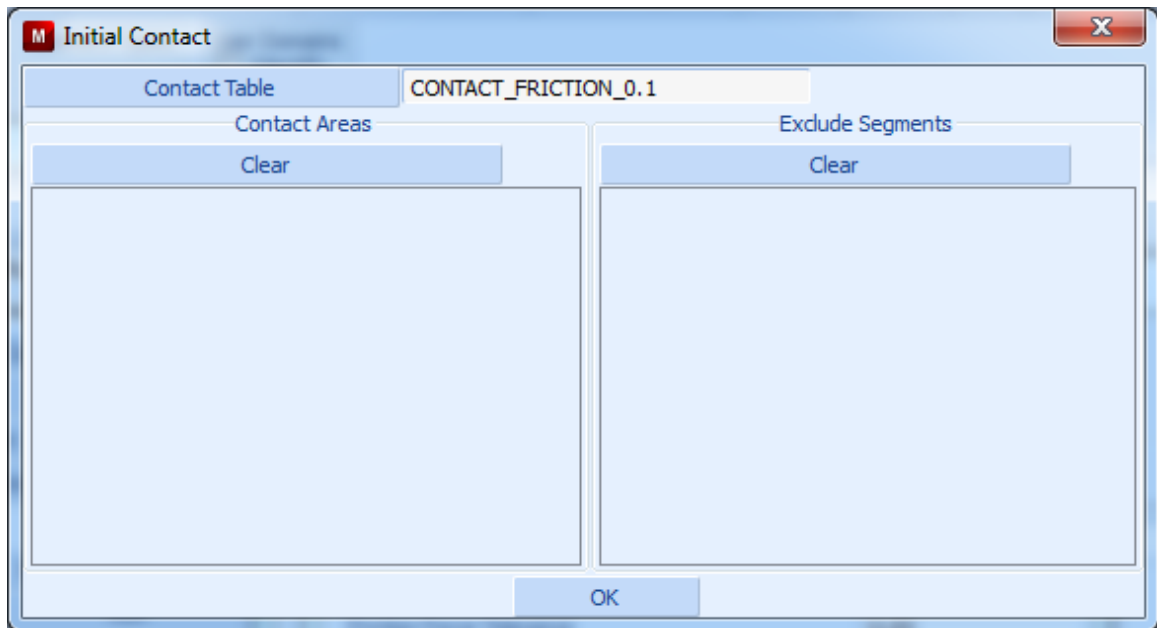 M Initial Contact
X
Contact Table CONTACT_FRICTION_0.1
Contact Areas Exclude Segments
Clear Clear
OK